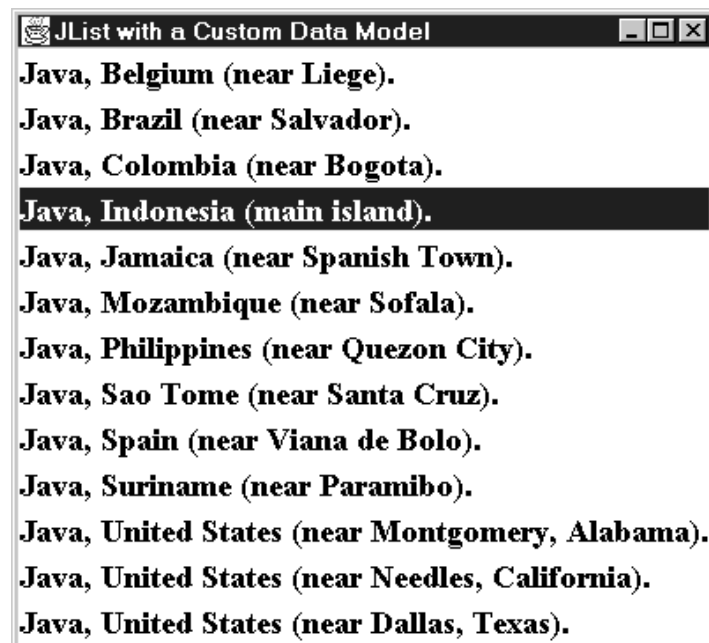 JList with a Custom Data Model
Java, Belgium (near Liege).
Java, Brazil (near Salvador).
Java, Colombia (near Bogota).
Java, Indonesia (main island).
Java, Jamaica (near Spanish Town).
Java, Mozambique (near Sofala).
Java, Philippines (near Quezon City).
Java, Sao Tome (near Santa Cruz).
Java, Spain (near Viana de Bolo).
Java, Suriname (near Paramibo).
Java, United States (near Montgomery, Alabama).
Java, United States (near Needles, California).
Java, United States (near Dallas, Texas).